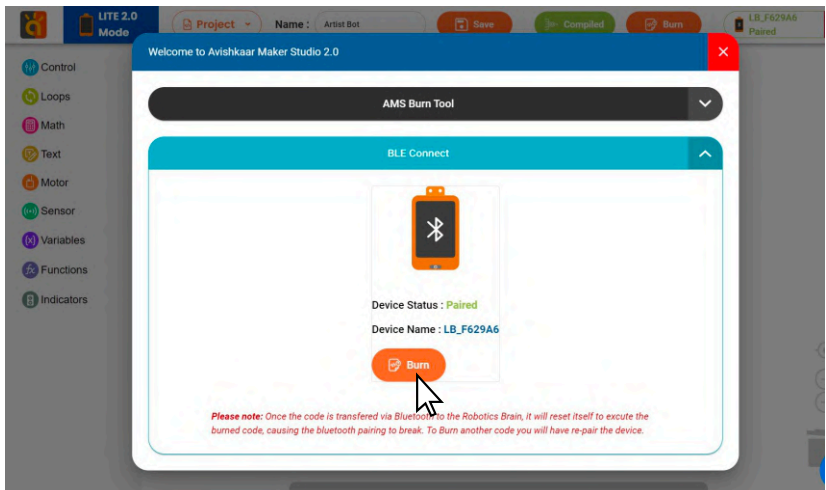 LITE 2.0
Mode
Project
Name :
Artist Bot
Save
Compiled
Burn
LB_F629A6
Paired
Welcome to Avishkaar Maker Studio 2.0
Control
Loops
Math
Text
Motor
Sensor
Variables
Functions
Indicators
AMS Burn Tool
BLE Connect
Device Status : Paired
Device Name : LB_F629A6
Burn
Please note: Once the code is transfered via Bluetooth to the Robotics Brain, it will reset itself to excute the
burned code, causing the bluetooth pairing to break. To Burn another code you will have re-pair the device.